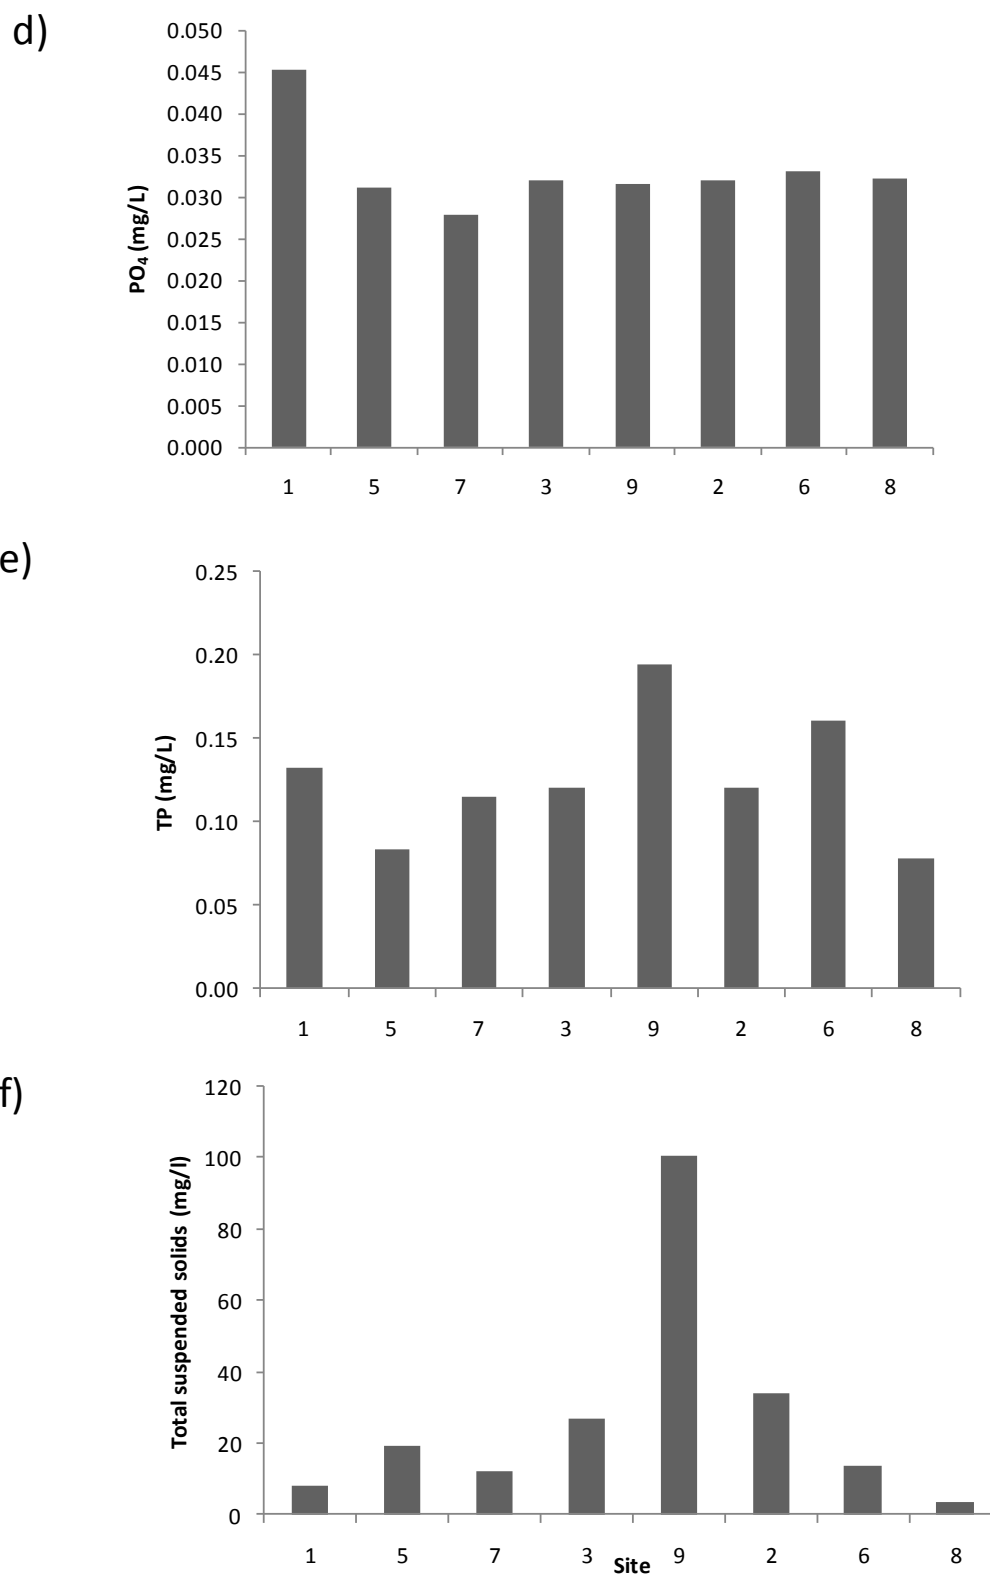 d)
0.050
0.045
0.040
0.035
0.030
0.025
0.020
0.015
0.010
0.005
0.000
PO₄ (mg/L)
1 5 7 3 9 2 6 8
e)
0.25
0.20
0.15
0.10
0.05
0.00
TP (mg/L)
1 5 7 3 9 2 6 8
f)
120
100
80
60
40
20
0
Total suspended solids (mg/l)
1 5 7 3 9 2 6 8
Site